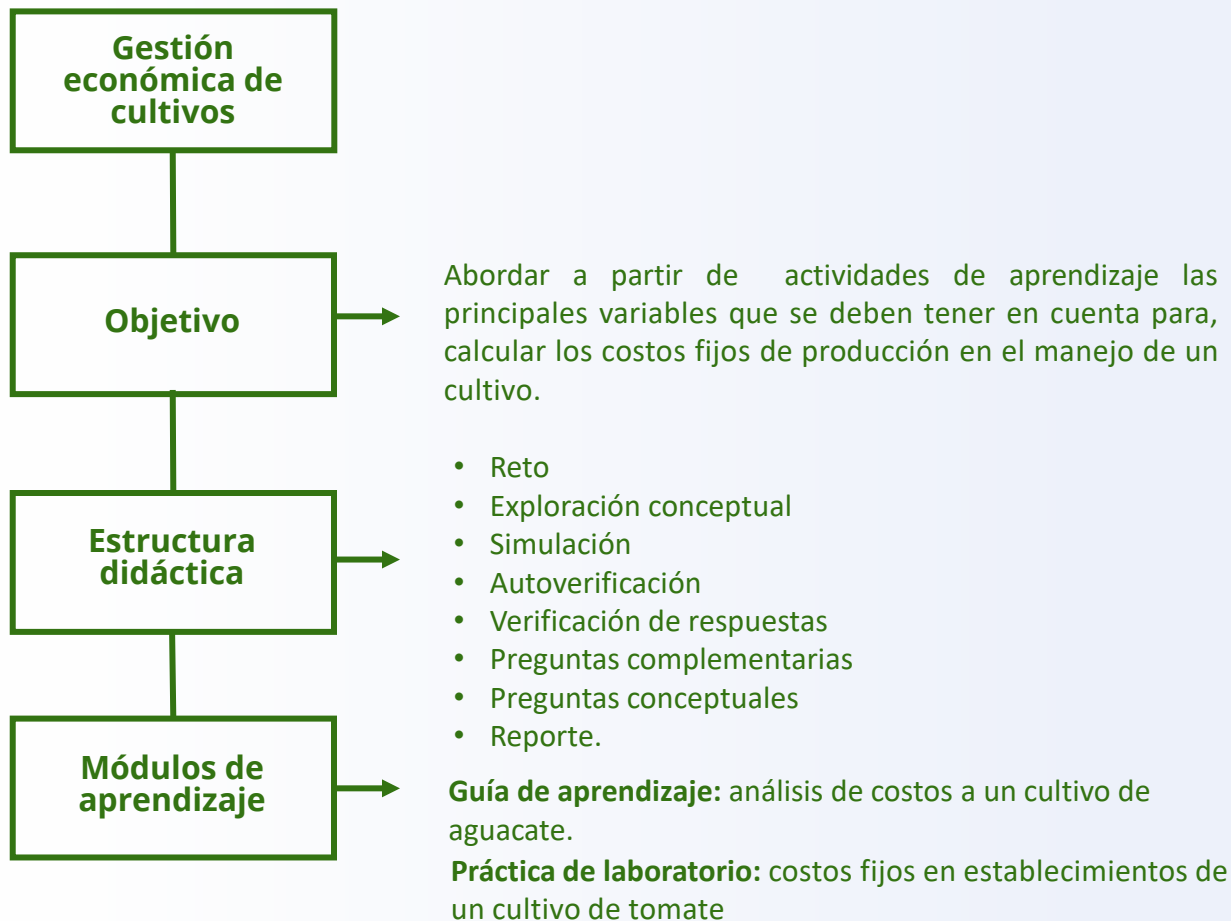 Gestión
económica de
cultivos
Objetivo
Abordar a partir de actividades de aprendizaje las
principales variables que se deben tener en cuenta para,
calcular los costos fijos de producción en el manejo de un
cultivo.
Estructura
didáctica
• Reto
• Exploración conceptual
• Simulación
• Autoverificación
• Verificación de respuestas
• Preguntas complementarias
• Preguntas conceptuales
• Reporte.
Módulos de
aprendizaje
Guía de aprendizaje: análisis de costos a un cultivo de
aguacate.
Práctica de laboratorio: costos fijos en establecimientos de
un cultivo de tomate